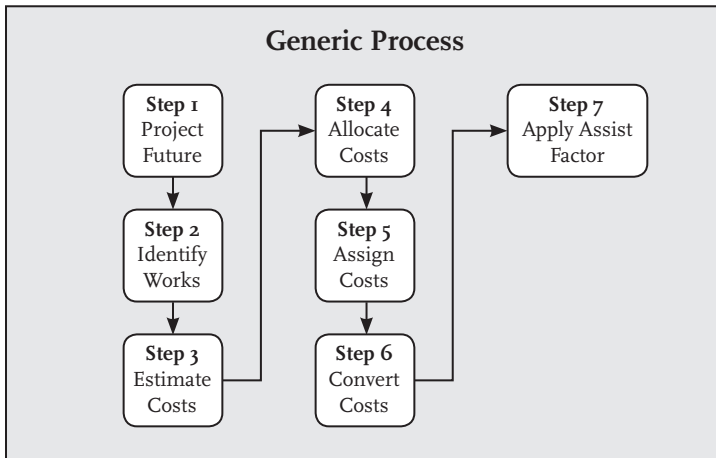 Generic Process
Step 1
Project
Future
Step 2
Identify
Works
Step 3
Estimate
Costs
Step 4
Allocate
Costs
Step 5
Assign
Costs
Step 6
Convert
Costs
Step 7
Apply Assist
Factor